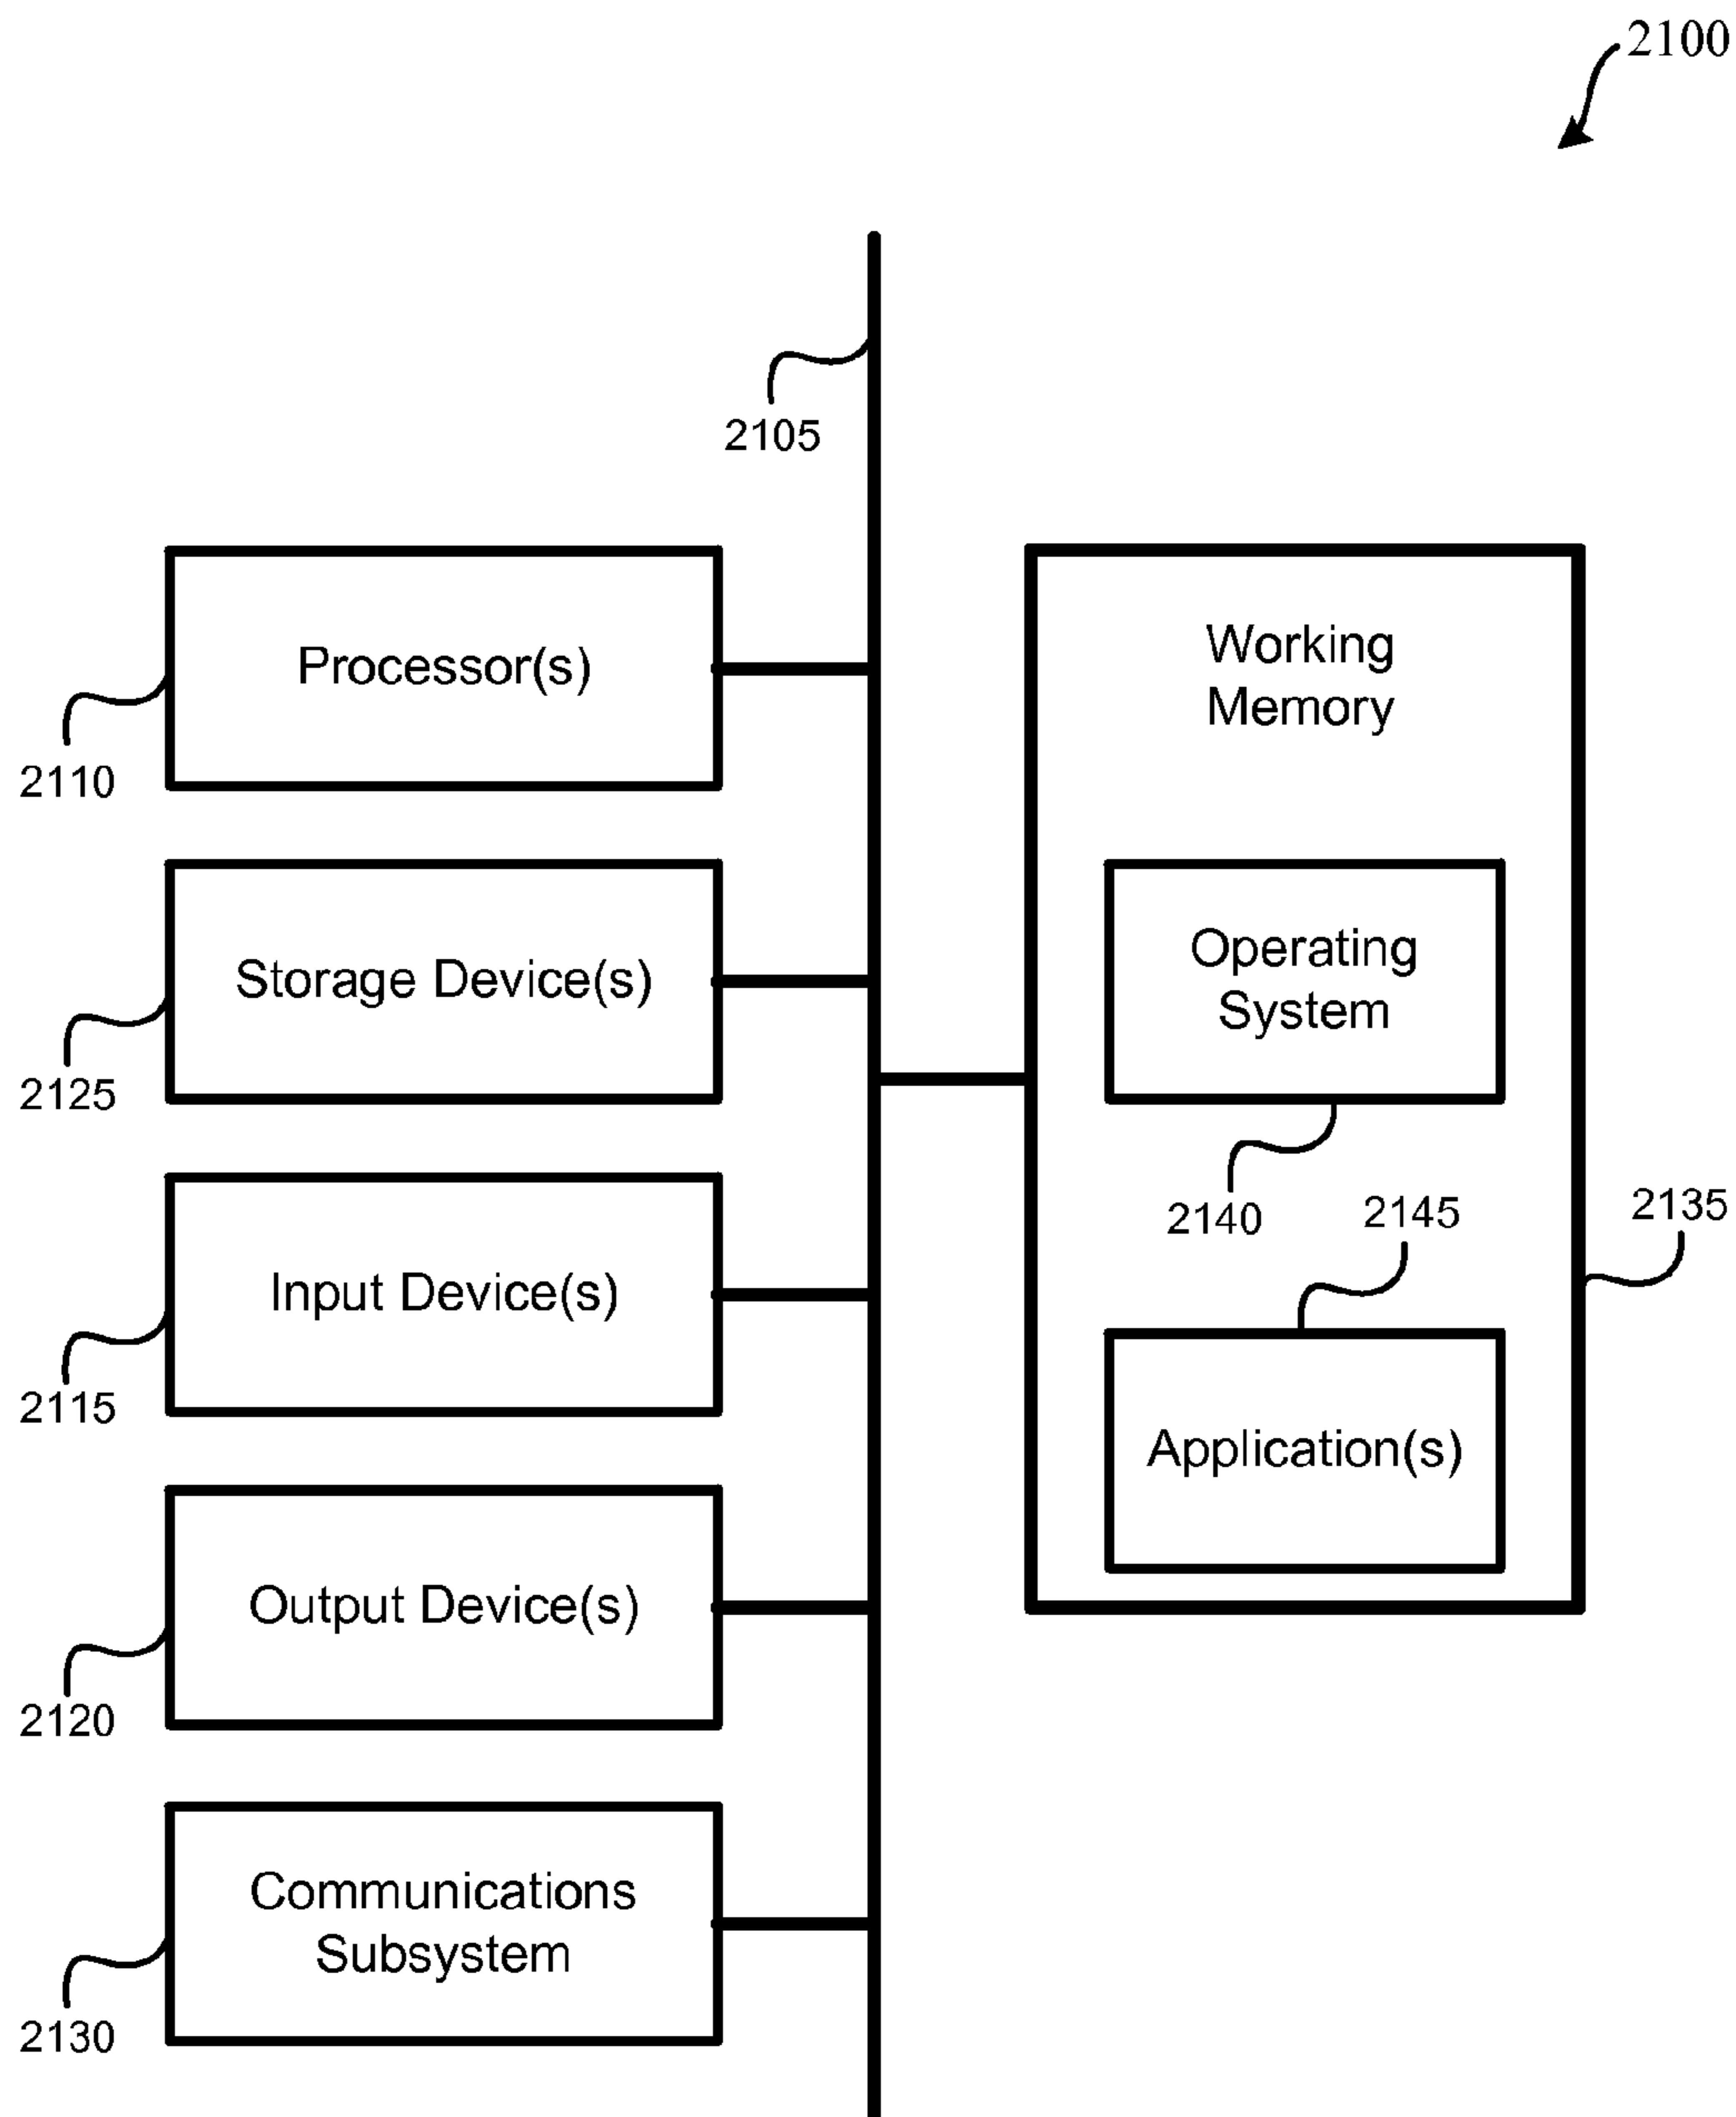 2100
2105
Processor(s)
2110
Storage Device(s)
2125
Input Device(s)
2115
Output Device(s)
2120
Communications
Subsystem
2130
Working
Memory
Operating
System
2140
2145
2135
Application(s)